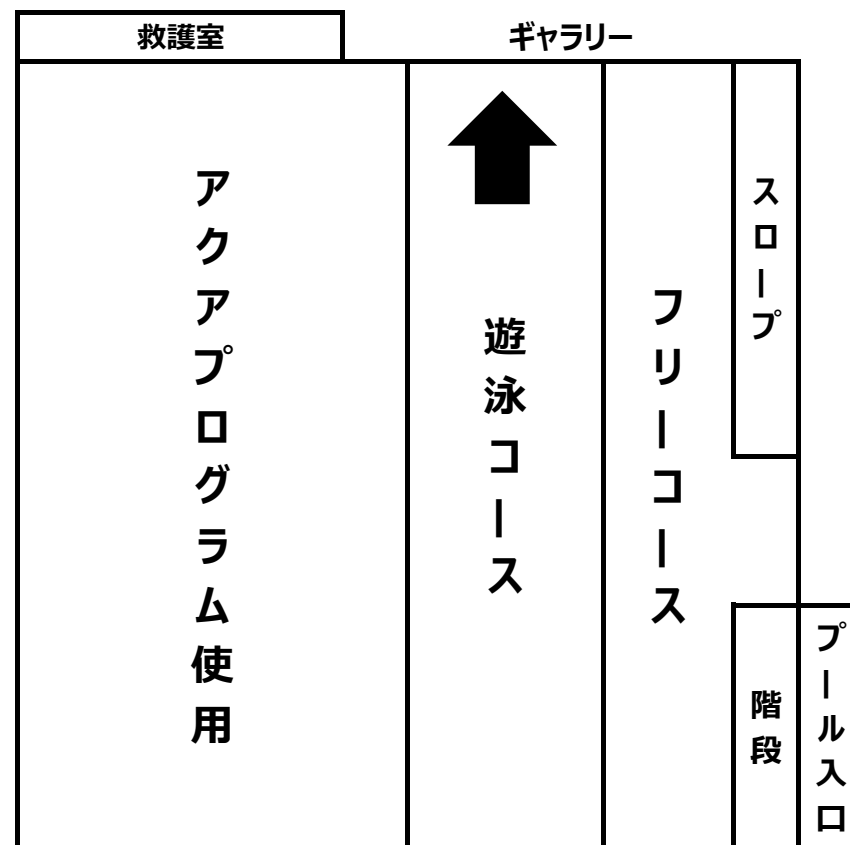 救護室
ギャラリー
アクアプログラム使用
遊泳コース
フリーコース
スロープ
階段
プール入口